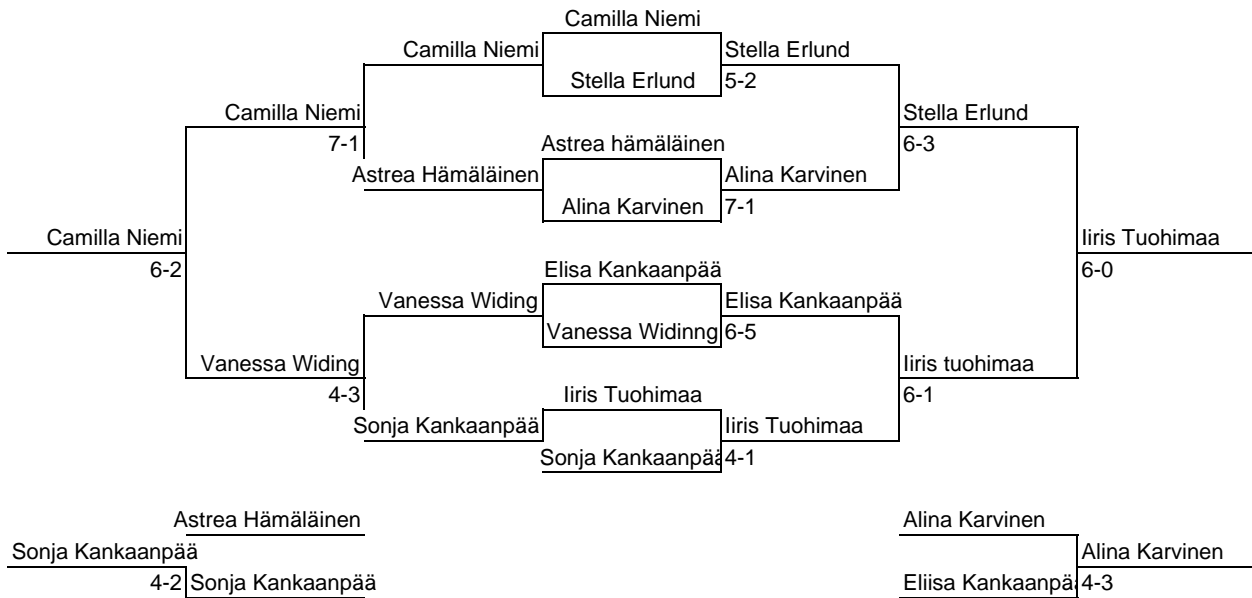 Camilla Niemi
Camilla Niemi
Stella Erlund
Stella Erlund
5-2
Camilla Niemi
Stella Erlund
7-1
Astrea hämäläinen
6-3
Astrea Hämäläinen
Alina Karvinen
Alina Karvinen
7-1
Camilla Niemi
Iiris Tuohimaa
6-2
Elisa Kankaanpää
6-0
Vanessa Widing
Elisa Kankaanpää
Vanessa Widinng
6-5
Vanessa Widing
Iiris tuohimaa
4-3
Iiris Tuohimaa
6-1
Sonja Kankaanpää
Iiris Tuohimaa
Sonja Kankaanpää
4-1
Astrea Hämäläinen
Alina Karvinen
Sonja Kankaanpää
Alina Karvinen
4-2
Sonja Kankaanpää
Eliisa Kankaanpää
4-3